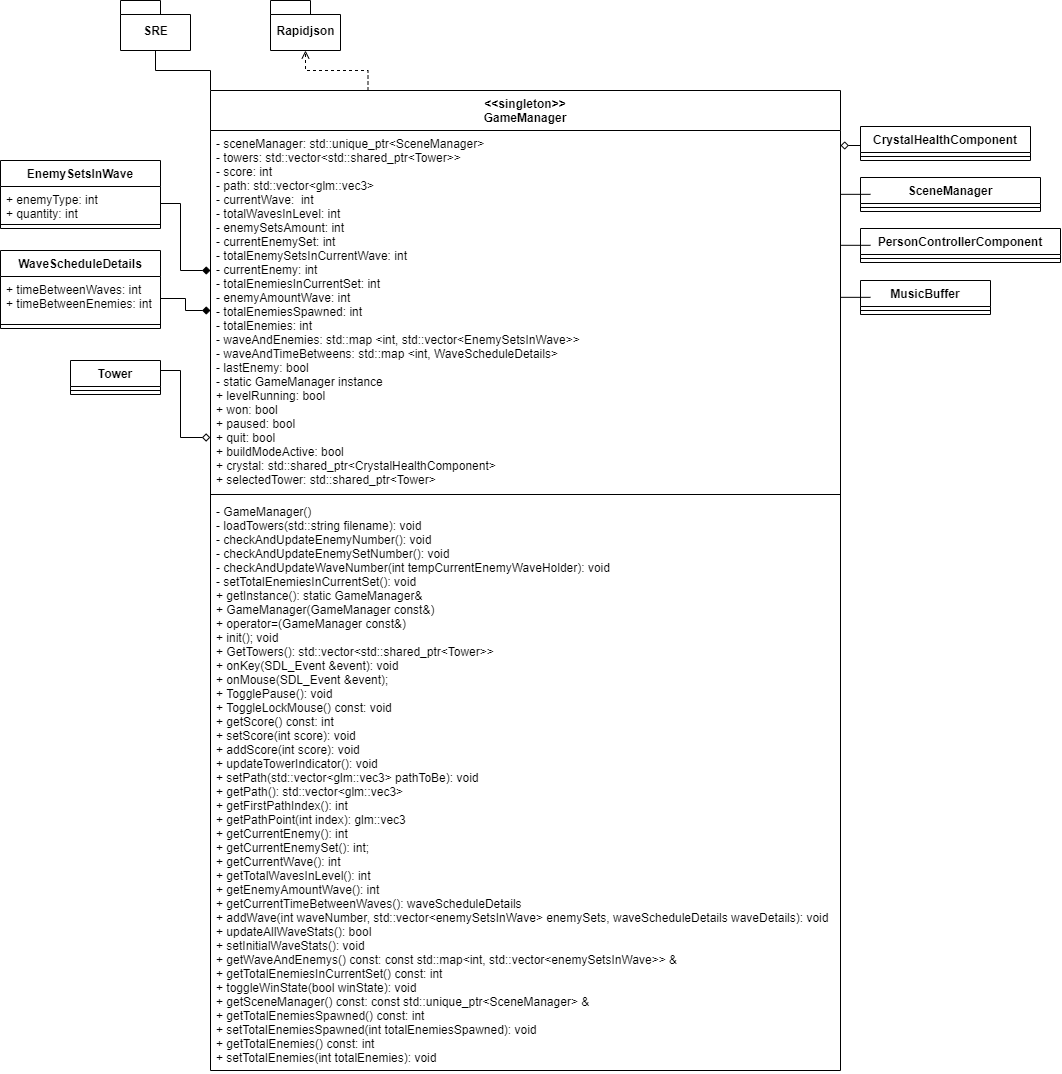 SRE
Rapidjson
<<singleton>>
GameManager
- sceneManager: std::unique_ptr<SceneManager>
- towers: std::vector<std::shared_ptr<Tower>>
- score: int
- path: std::vector<glm::vec3>
- currentWave:  int
- totalWavesInLevel: int
- enemySetsAmount: int
- currentEnemySet: int
- totalEnemySetsInCurrentWave: int
- currentEnemy: int
- totalEnemiesInCurrentSet: int
- enemyAmountWave: int
- totalEnemiesSpawned: int
- totalEnemies: int
- waveAndEnemies: std::map <int, std::vector<EnemySetsInWave>>
- waveAndTimeBetweens: std::map <int, WaveScheduleDetails>
- lastEnemy: bool
- static GameManager instance
+ levelRunning: bool
+ won: bool
+ paused: bool
+ quit: bool
+ buildModeActive: bool
+ crystal: std::shared_ptr<CrystalHealthComponent>
+ selectedTower: std::shared_ptr<Tower>
- GameManager()
- loadTowers(std::string filename): void
- checkAndUpdateEnemyNumber(): void
- checkAndUpdateEnemySetNumber(): void
- checkAndUpdateWaveNumber(int tempCurrentEnemyWaveHolder): void
- setTotalEnemiesInCurrentSet(): void
+ getInstance(): static GameManager&
+ GameManager(GameManager const&)
+ operator=(GameManager const&)
+ init(); void
+ GetTowers(): std::vector<std::shared_ptr<Tower>>
+ onKey(SDL_Event &event): void
+ onMouse(SDL_Event &event);
+ TogglePause(): void
+ ToggleLockMouse() const: void
+ getScore() const: int
+ setScore(int score): void
+ addScore(int score): void
+ updateTowerIndicator(): void
+ setPath(std::vector<glm::vec3> pathToBe): void
+ getPath(): std::vector<glm::vec3>
+ getFirstPathIndex(): int
+ getPathPoint(int index): glm::vec3
+ getCurrentEnemy(): int
+ getCurrentEnemySet(): int;
+ getCurrentWave(): int
+ getTotalWavesInLevel(): int
+ getEnemyAmountWave(): int
+ getCurrentTimeBetweenWaves(): waveScheduleDetails
+ addWave(int waveNumber, std::vector<enemySetsInWave> enemySets, waveScheduleDetails waveDetails): void
+ updateAllWaveStats(): bool
+ setInitialWaveStats(): void
+ getWaveAndEnemys() const: const std::map<int, std::vector<enemySetsInWave>> &
+ getTotalEnemiesInCurrentSet() const: int
+ toggleWinState(bool winState): void
+ getSceneManager() const: const std::unique_ptr<SceneManager> &
+ getTotalEnemiesSpawned() const: int
+ setTotalEnemiesSpawned(int totalEnemiesSpawned): void
+ getTotalEnemies() const: int
+ setTotalEnemies(int totalEnemies): void
EnemySetsInWave
+ enemyType: int
+ quantity: int
WaveScheduleDetails
+ timeBetweenWaves: int
+ timeBetweenEnemies: int
Tower
CrystalHealthComponent
SceneManager
PersonControllerComponent
MusicBuffer